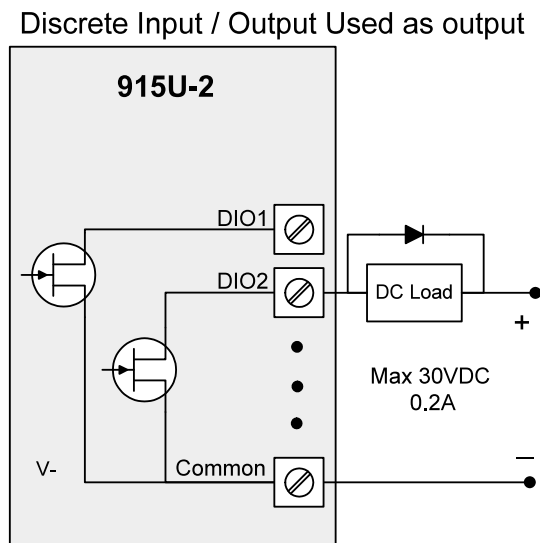 Discrete Input / Output Used as output
915U-2
DIO1
DIO2
DC Load
+
Max 30VDC
0.2A
V-
Common
–